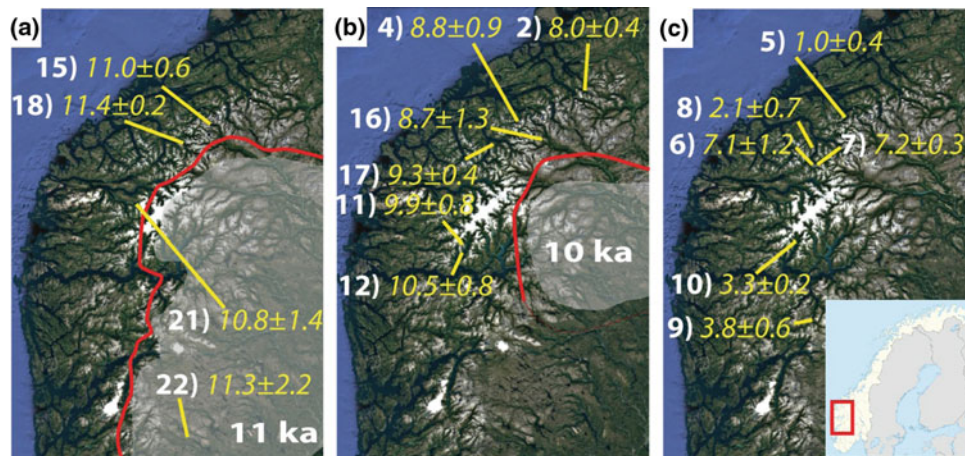 (a)
15) 11.0±0.6
18) 11.4±0.2
21) 10.8±1.4
22) 11.3±2.2
11 ka
(b)
4) 8.8±0.9 2) 8.0±0.4
16) 8.7±1.3
17) 9.3±0.4
11) 9.9±0.8
10 ka
12) 10.5±0.8
(c)
5) 1.0±0.4
8) 2.1±0.7
6) 7.1±1.2 7) 7.2±0.3
10) 3.3±0.2
9) 3.8±0.6